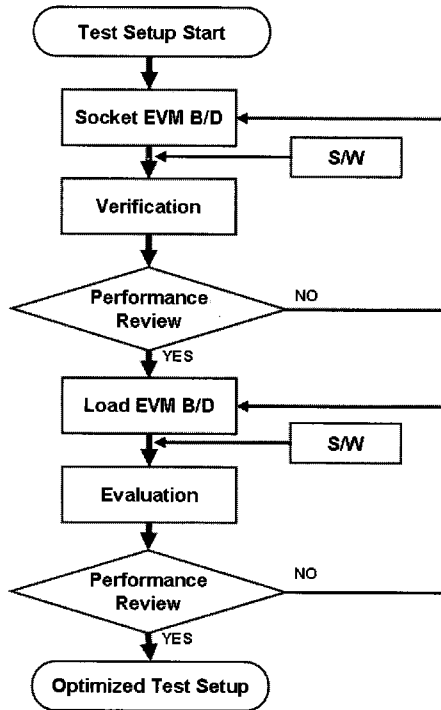 Test Setup Start
Socket EVM B/D
S/W
Verification
Performance
Review
NO
YES
Load EVM B/D
S/W
Evaluation
Performance
Review
NO
YES
Optimized Test Setup